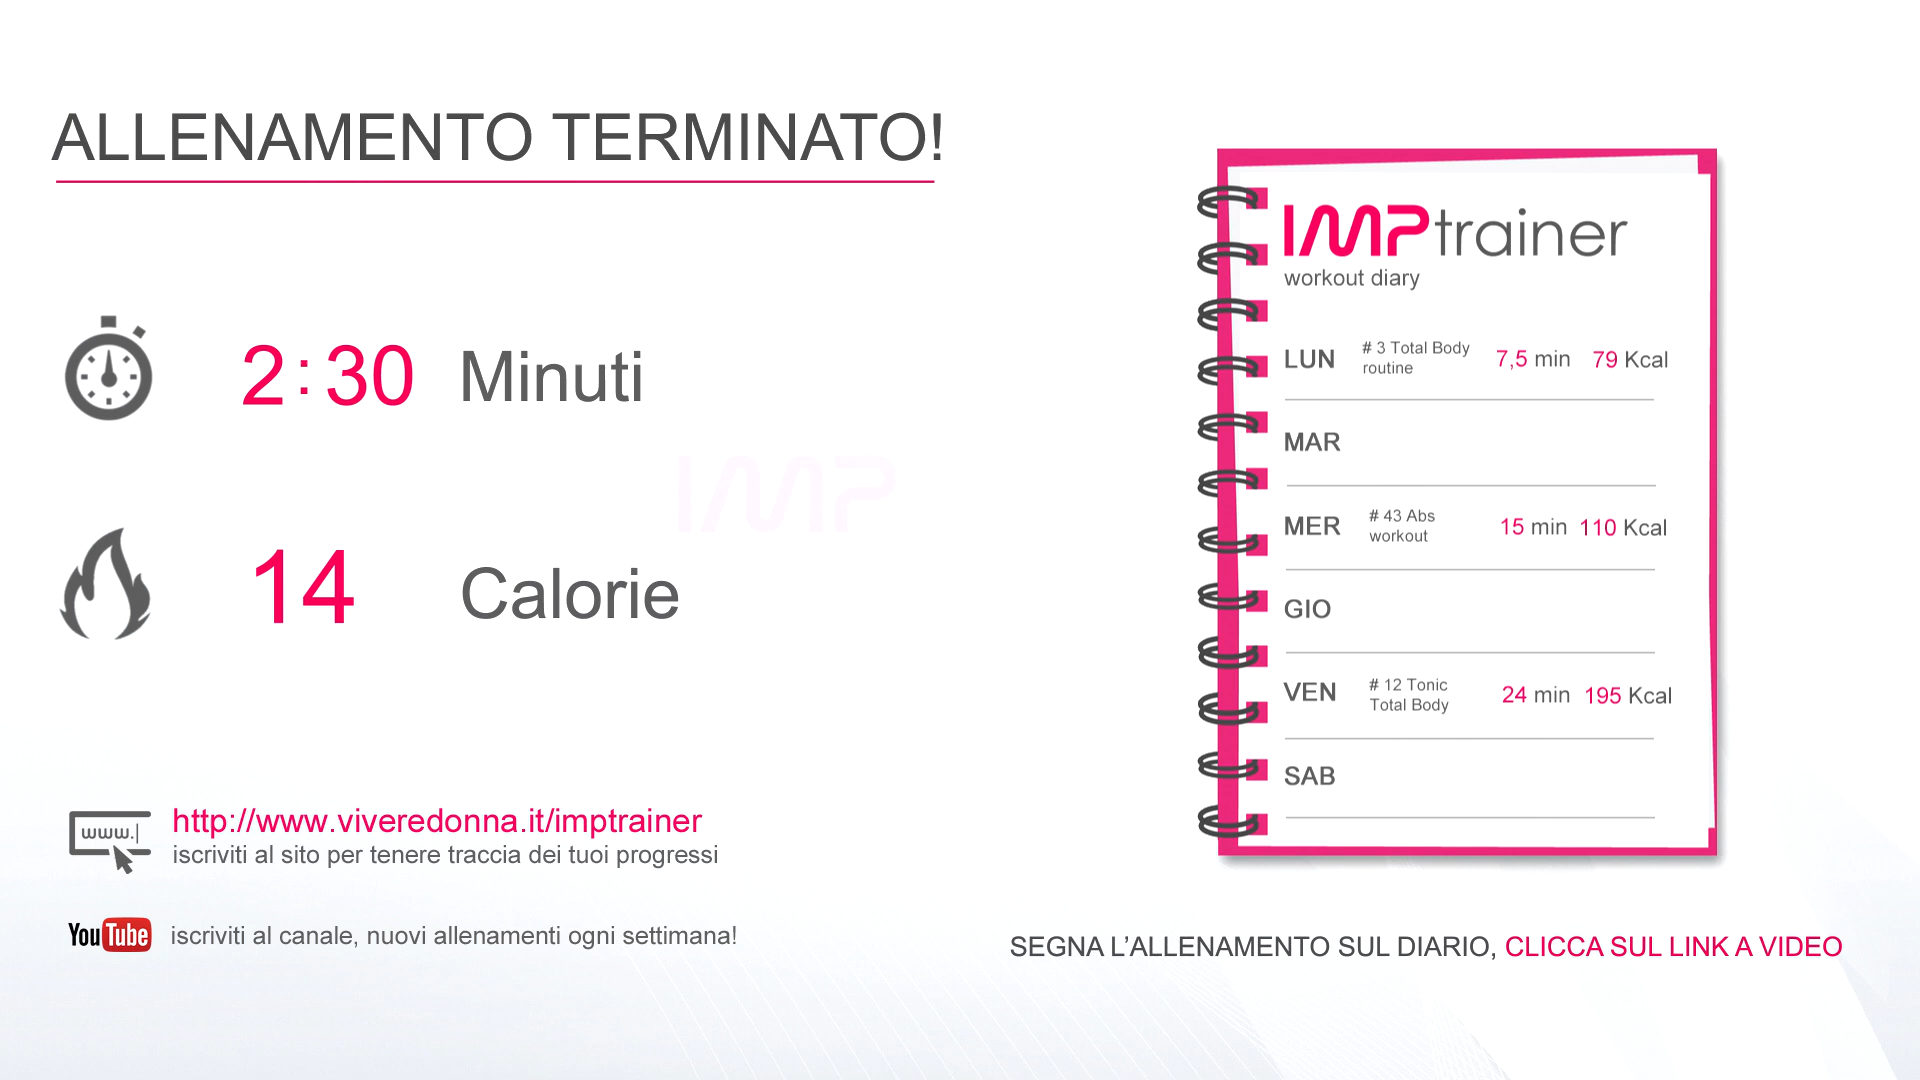 ALLENAMENTO TERMINATO!
2:30 Minuti
14 Calorie
IMP
www.
http://www.viveredonna.it/imptrainer
iscriviti al sito per tenere traccia dei tuoi progressi
YouTube iscriviti al canale, nuovi allenamenti ogni settimana!
IMPtrainer
workout diary
LUN # 3 Total Body routine 7,5 min 79 Kcal
MAR
MER # 43 Abs workout 15 min 110 Kcal
GIO
VEN # 12 Tonic Total Body 24 min 195 Kcal
SAB
SEGNA L’ALLENAMENTO SUL DIARIO, CLICCA SUL LINK A VIDEO